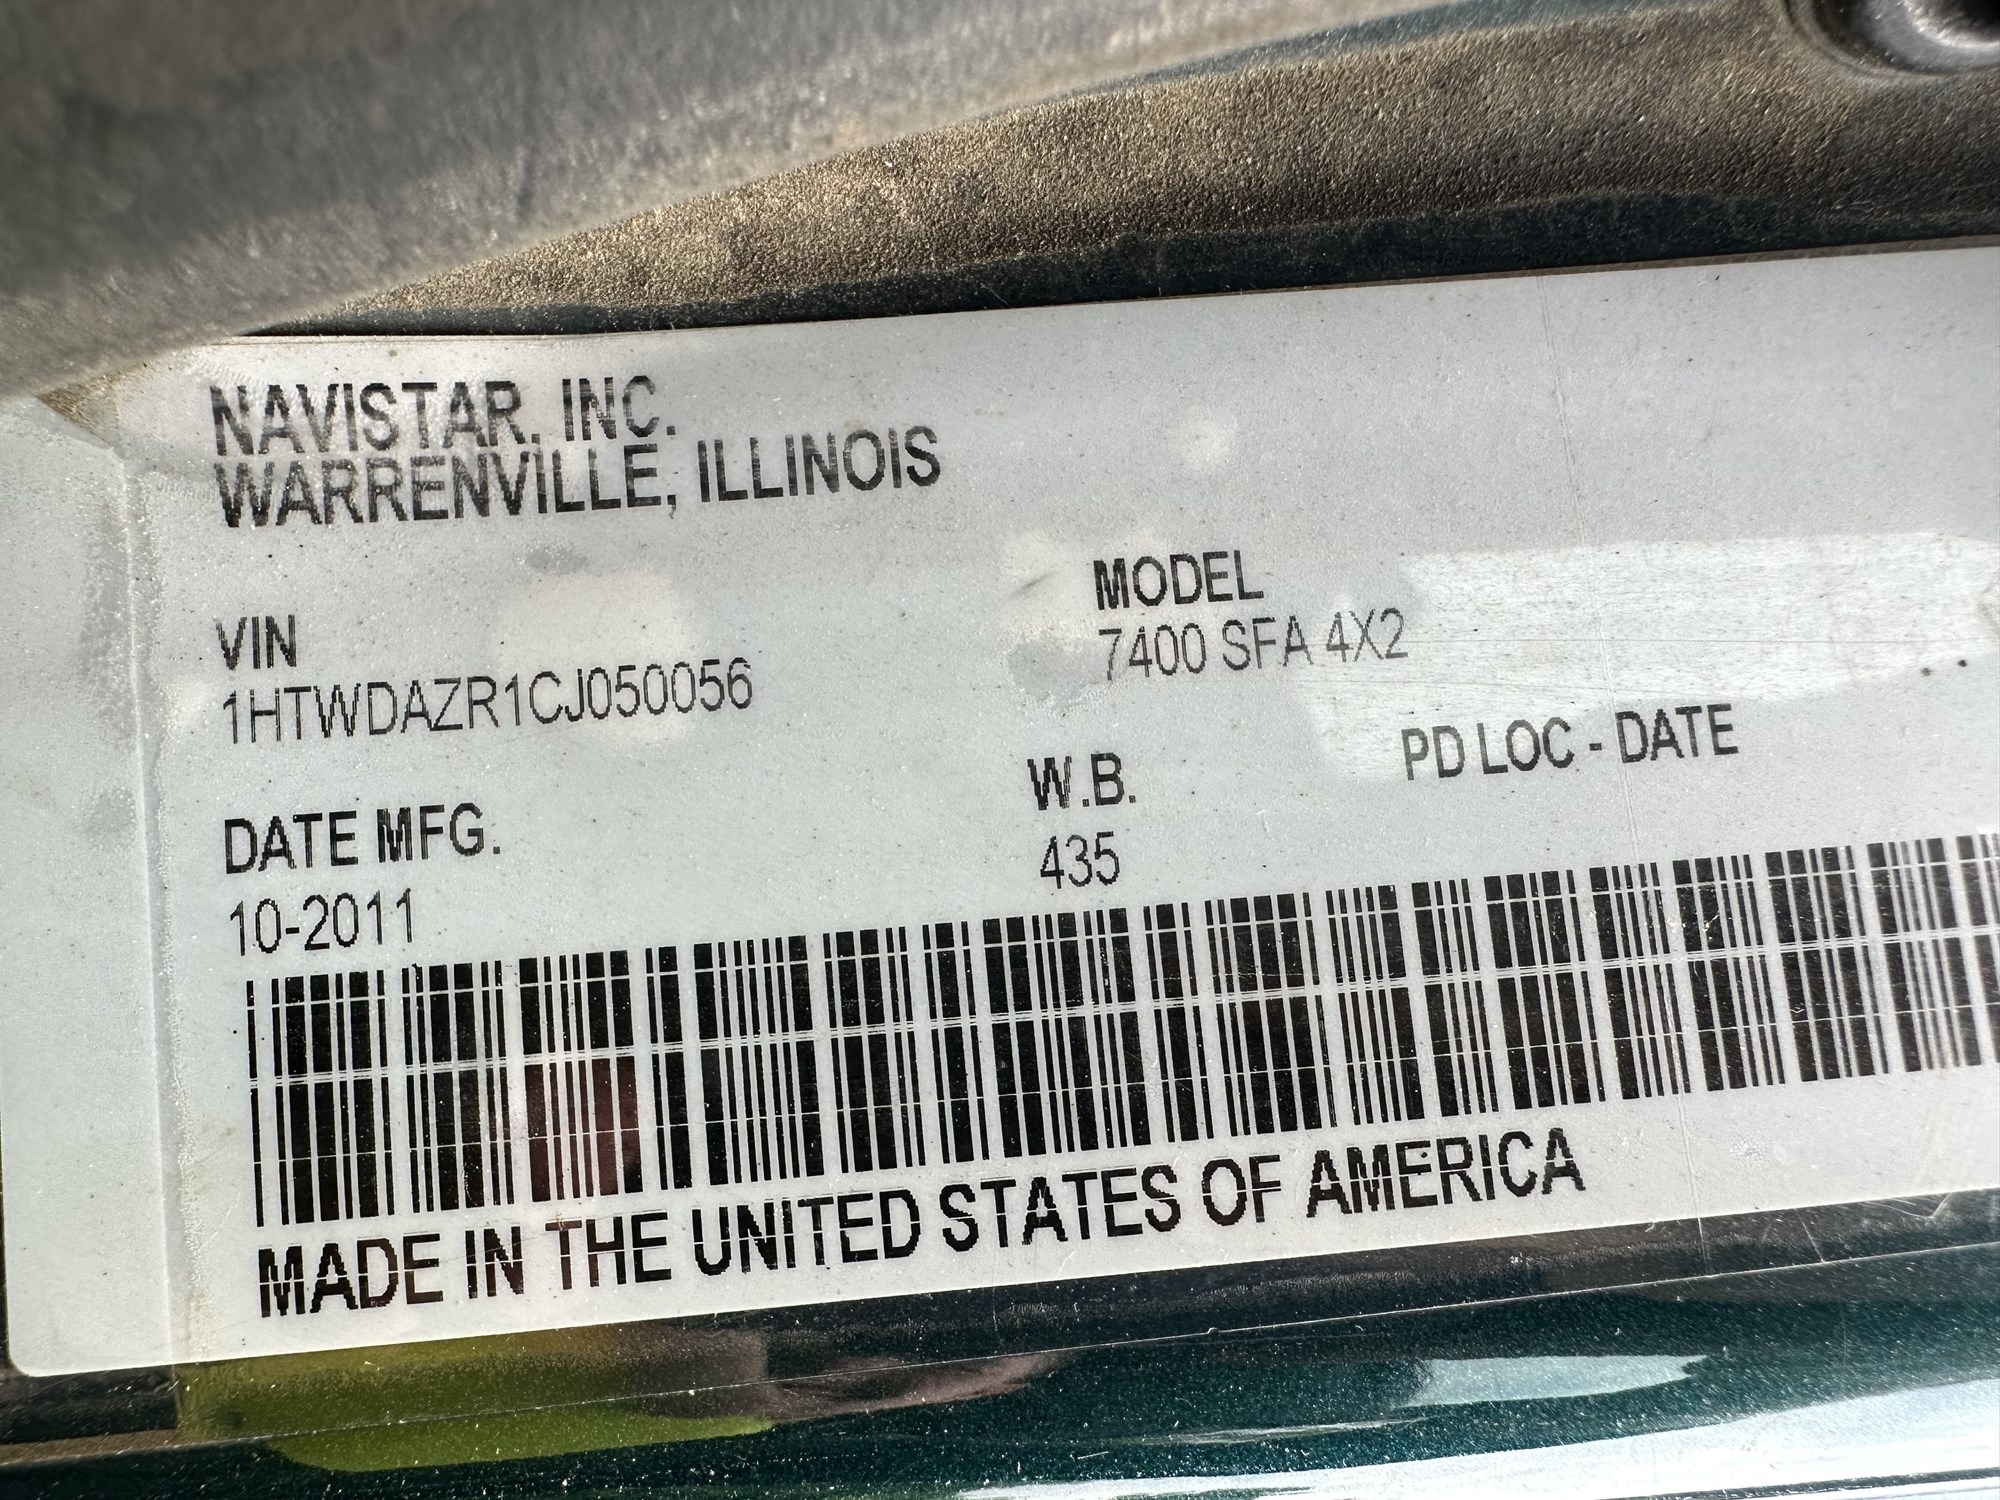 NAVISTAR, INC.
WARRENVILLE, ILLINOIS
VIN
1HTWDAZR1CJ050056
MODEL
7400 SFA 4X2
DATE MFG.
10-2011
W.B.
435
PD LOC - DATE
MADE IN THE UNITED STATES OF AMERICA